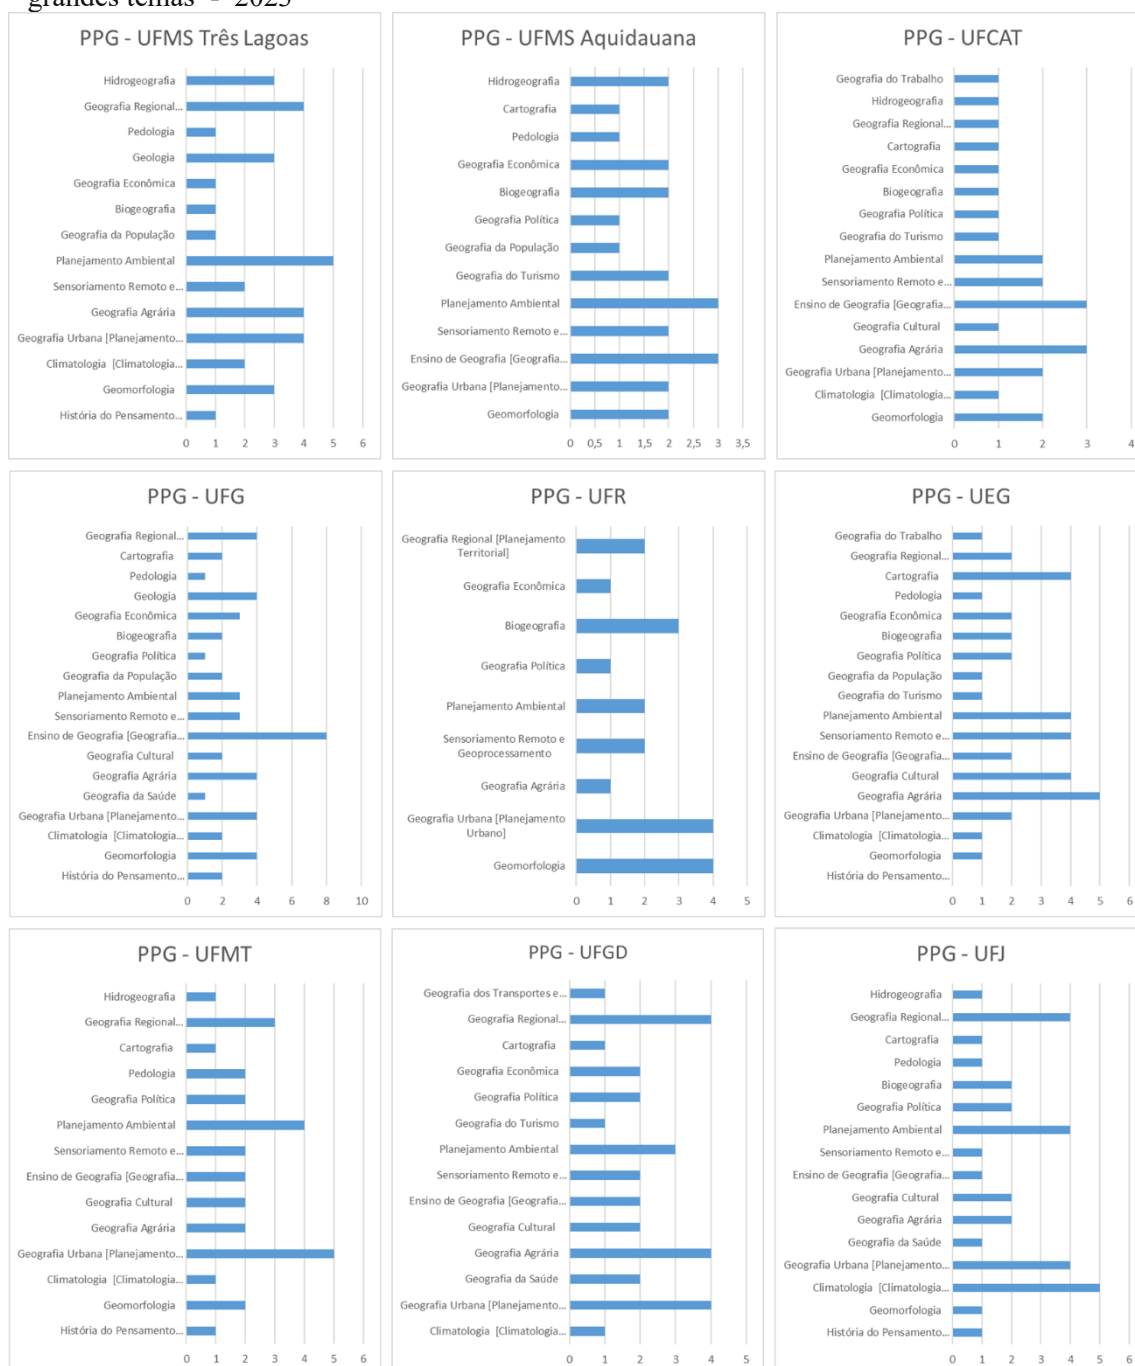 grandes temas - 2023
PPG - UFMS Três Lagoas
Hidrogeografia
Geografia Regional...
Pedologia
Geologia
Geografia Econômica
Biogeografia
Geografia da População
Planejamento Ambiental
Sensoriamento Remoto e...
Geografia Agrária
Geografia Urbana [Planejamento...
Climatologia [Climatologia...
Geomorfologia
História do Pensamento...
0 1 2 3 4 5 6
PPG - UFMS Aquidauana
Hidrogeografia
Cartografia
Pedologia
Geografia Econômica
Biogeografia
Geografia Política
Geografia da População
Geografia do Turismo
Planejamento Ambiental
Sensoriamento Remoto e...
Ensino de Geografia [Geografia...
Geografia Urbana [Planejamento...
Geomorfologia
0 0,5 1 1,5 2 2,5 3 3,5
PPG - UFCAT
Geografia do Trabalho
Hidrogeografia
Geografia Regional...
Cartografia
Geografia Econômica
Biogeografia
Geografia Política
Geografia do Turismo
Planejamento Ambiental
Sensoriamento Remoto e...
Ensino de Geografia [Geografia...
Geografia Cultural
Geografia Agrária
Geografia Urbana [Planejamento...
Climatologia [Climatologia...
Geomorfologia
0 1 2 3 4
PPG - UFG
Geografia Regional...
Cartografia
Pedologia
Geologia
Geografia Econômica
Biogeografia
Geografia Política
Geografia da População
Planejamento Ambiental
Sensoriamento Remoto e...
Ensino de Geografia [Geografia...
Geografia Cultural
Geografia Agrária
Geografia da Saúde
Geografia Urbana [Planejamento...
Climatologia [Climatologia...
Geomorfologia
História do Pensamento...
0 2 4 6 8 10
PPG - UFR
Geografia Regional [Planejamento
Territorial]
Geografia Econômica
Biogeografia
Geografia Política
Planejamento Ambiental
Sensoriamento Remoto e
Geoprocessamento
Geografia Agrária
Geografia Urbana [Planejamento
Urbano]
Geomorfologia
0 1 2 3 4 5
PPG - UEG
Geografia do Trabalho
Geografia Regional...
Cartografia
Pedologia
Geografia Econômica
Biogeografia
Geografia Política
Geografia da População
Geografia do Turismo
Planejamento Ambiental
Sensoriamento Remoto e...
Ensino de Geografia [Geografia...
Geografia Cultural
Geografia Agrária
Geografia Urbana [Planejamento...
Climatologia [Climatologia...
Geomorfologia
História do Pensamento...
0 1 2 3 4 5 6
PPG - UFMT
Hidrogeografia
Geografia Regional...
Cartografia
Pedologia
Geografia Política
Planejamento Ambiental
Sensoriamento Remoto e...
Ensino de Geografia [Geografia...
Geografia Cultural
Geografia Agrária
Geografia Urbana [Planejamento...
Climatologia [Climatologia...
Geomorfologia
História do Pensamento...
0 1 2 3 4 5 6
PPG - UFGD
Geografia dos Transportes e...
Geografia Regional...
Cartografia
Geografia Econômica
Geografia Política
Geografia do Turismo
Planejamento Ambiental
Sensoriamento Remoto e...
Ensino de Geografia [Geografia...
Geografia Cultural
Geografia Agrária
Geografia da Saúde
Geografia Urbana [Planejamento...
Climatologia [Climatologia...
0 1 2 3 4 5
PPG - UFJ
Hidrogeografia
Geografia Regional...
Cartografia
Pedologia
Biogeografia
Geografia Política
Planejamento Ambiental
Sensoriamento Remoto e...
Ensino de Geografia [Geografia...
Geografia Cultural
Geografia Agrária
Geografia da Saúde
Geografia Urbana [Planejamento...
Climatologia [Climatologia...
Geomorfologia
História do Pensamento...
0 1 2 3 4 5 6